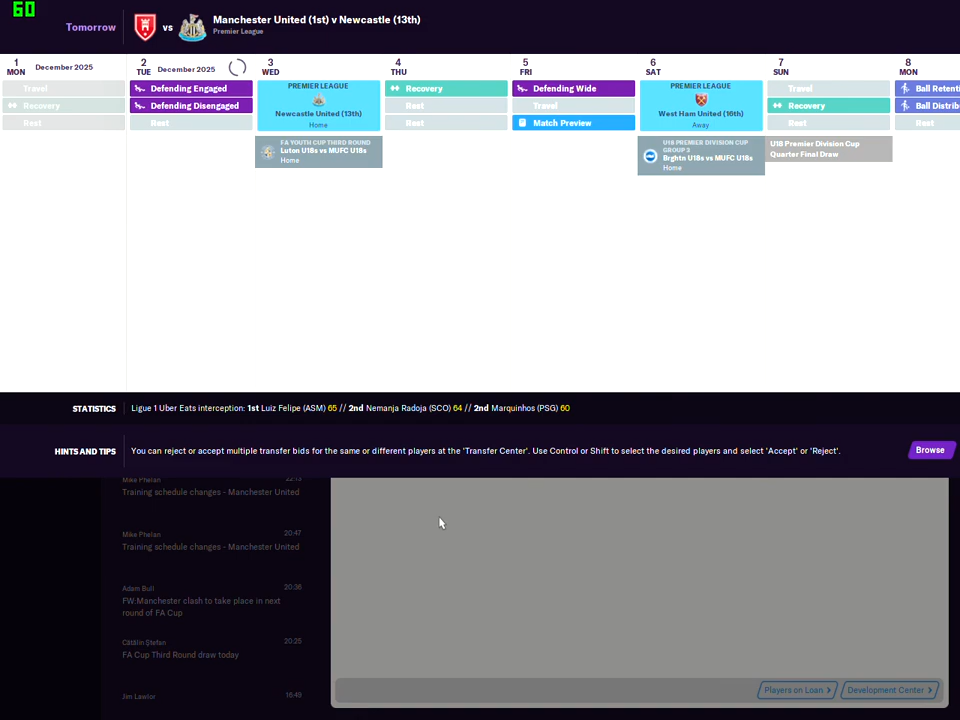 60
Tomorrow
vs
Manchester United (1st) v Newcastle (13th)
Premier League
1
MON
December 2025
2
TUE
December 2025
3
WED
4
THU
5
FRI
6
SAT
7
SUN
8
MON
Travel
Recovery
Rest
Defending Engaged
Defending Disengaged
Rest
PREMIER LEAGUE
Newcastle United (13th)
Home
FA YOUTH CUP THIRD ROUND
Luton U18s vs MUFC U18s
Home
Recovery
Rest
Rest
Defending Wide
Travel
Match Preview
PREMIER LEAGUE
West Ham United (16th)
Away
U18 PREMIER DIVISION CUP
GROUP 3
Brghtn U18s vs MUFC U18s
Home
Travel
Recovery
Rest
U18 Premier Division Cup
Quarter Final Draw
Ball Retenti
Ball Distrib
Rest
STATISTICS
Ligue 1 Uber Eats interception: 1st Luiz Felipe (ASM) 65 // 2nd Nemanja Radoja (SCO) 64 // 2nd Marquinhos (PSG) 60
HINTS AND TIPS
You can reject or accept multiple transfer bids for the same or different players at the 'Transfer Center'. Use Control or Shift to select the desired players and select 'Accept' or 'Reject'.
Browse
Mike Phelan
22:13
Training schedule changes - Manchester United
Mike Phelan
20:47
Training schedule changes - Manchester United
Adam Bull
20:36
FW:Manchester clash to take place in next
round of FA Cup
Cătălin Ștefan
20:25
FA Cup Third Round draw today
Jim Lawlor
16:49
Players on Loan
Development Center